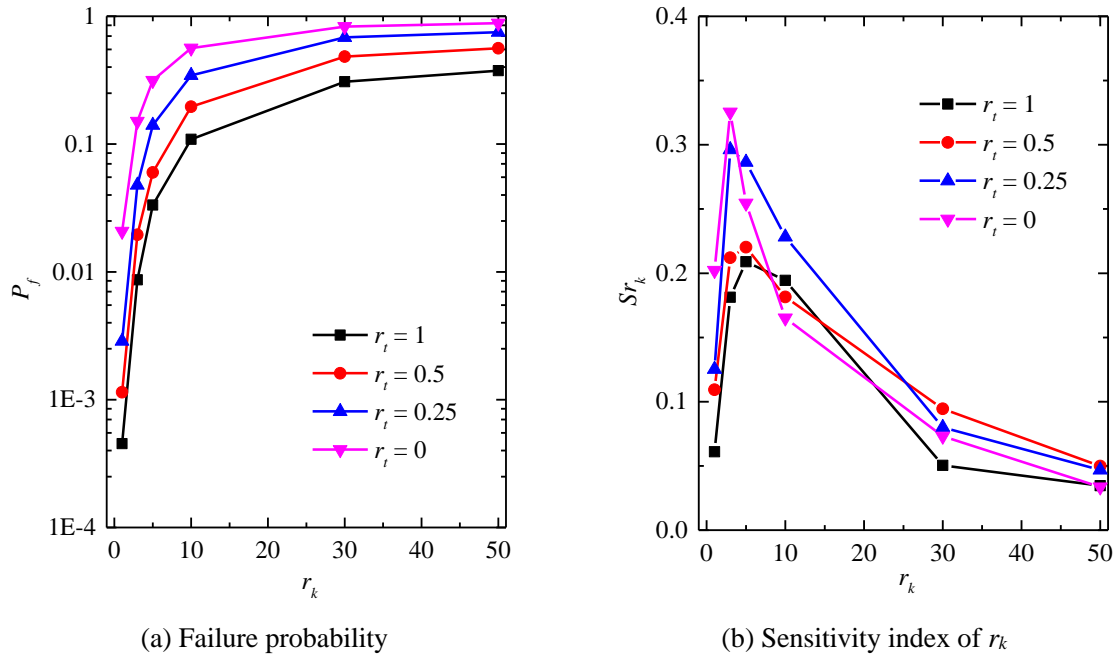 1
0.1
0.01
1E-3
1E-4
P_f
0 10 20 30 40 50
r_k
r_t = 1
r_t = 0.5
r_t = 0.25
r_t = 0
(a) Failure probability
0.4
0.3
0.2
0.1
0.0
Sr_k
0 10 20 30 40 50
r_k
r_t = 1
r_t = 0.5
r_t = 0.25
r_t = 0
(b) Sensitivity index of r_k